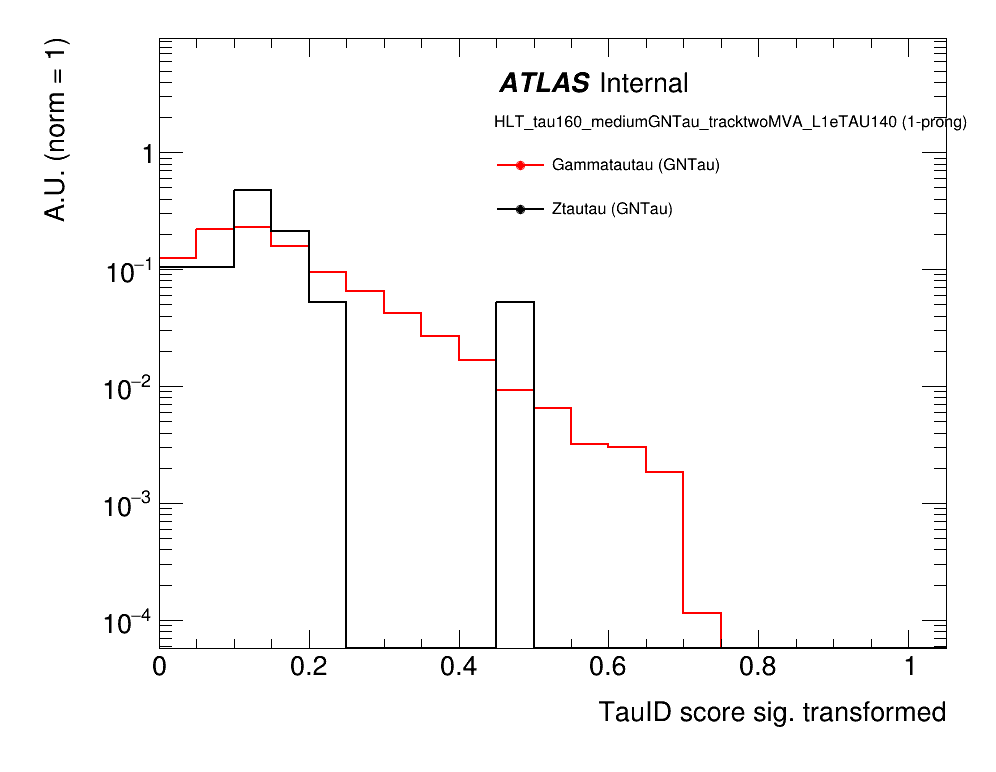 A.U. (norm = 1)
ATLAS Internal
HLT_tau160_mediumGNTau_tracktwoMVA_L1eTAU140 (1-prong)
Gammatautau (GNTau)
Ztautau (GNTau)
1
10⁻¹
10⁻²
10⁻³
10⁻⁴
0 0.2 0.4 0.6 0.8 1
TauID score sig. transformed